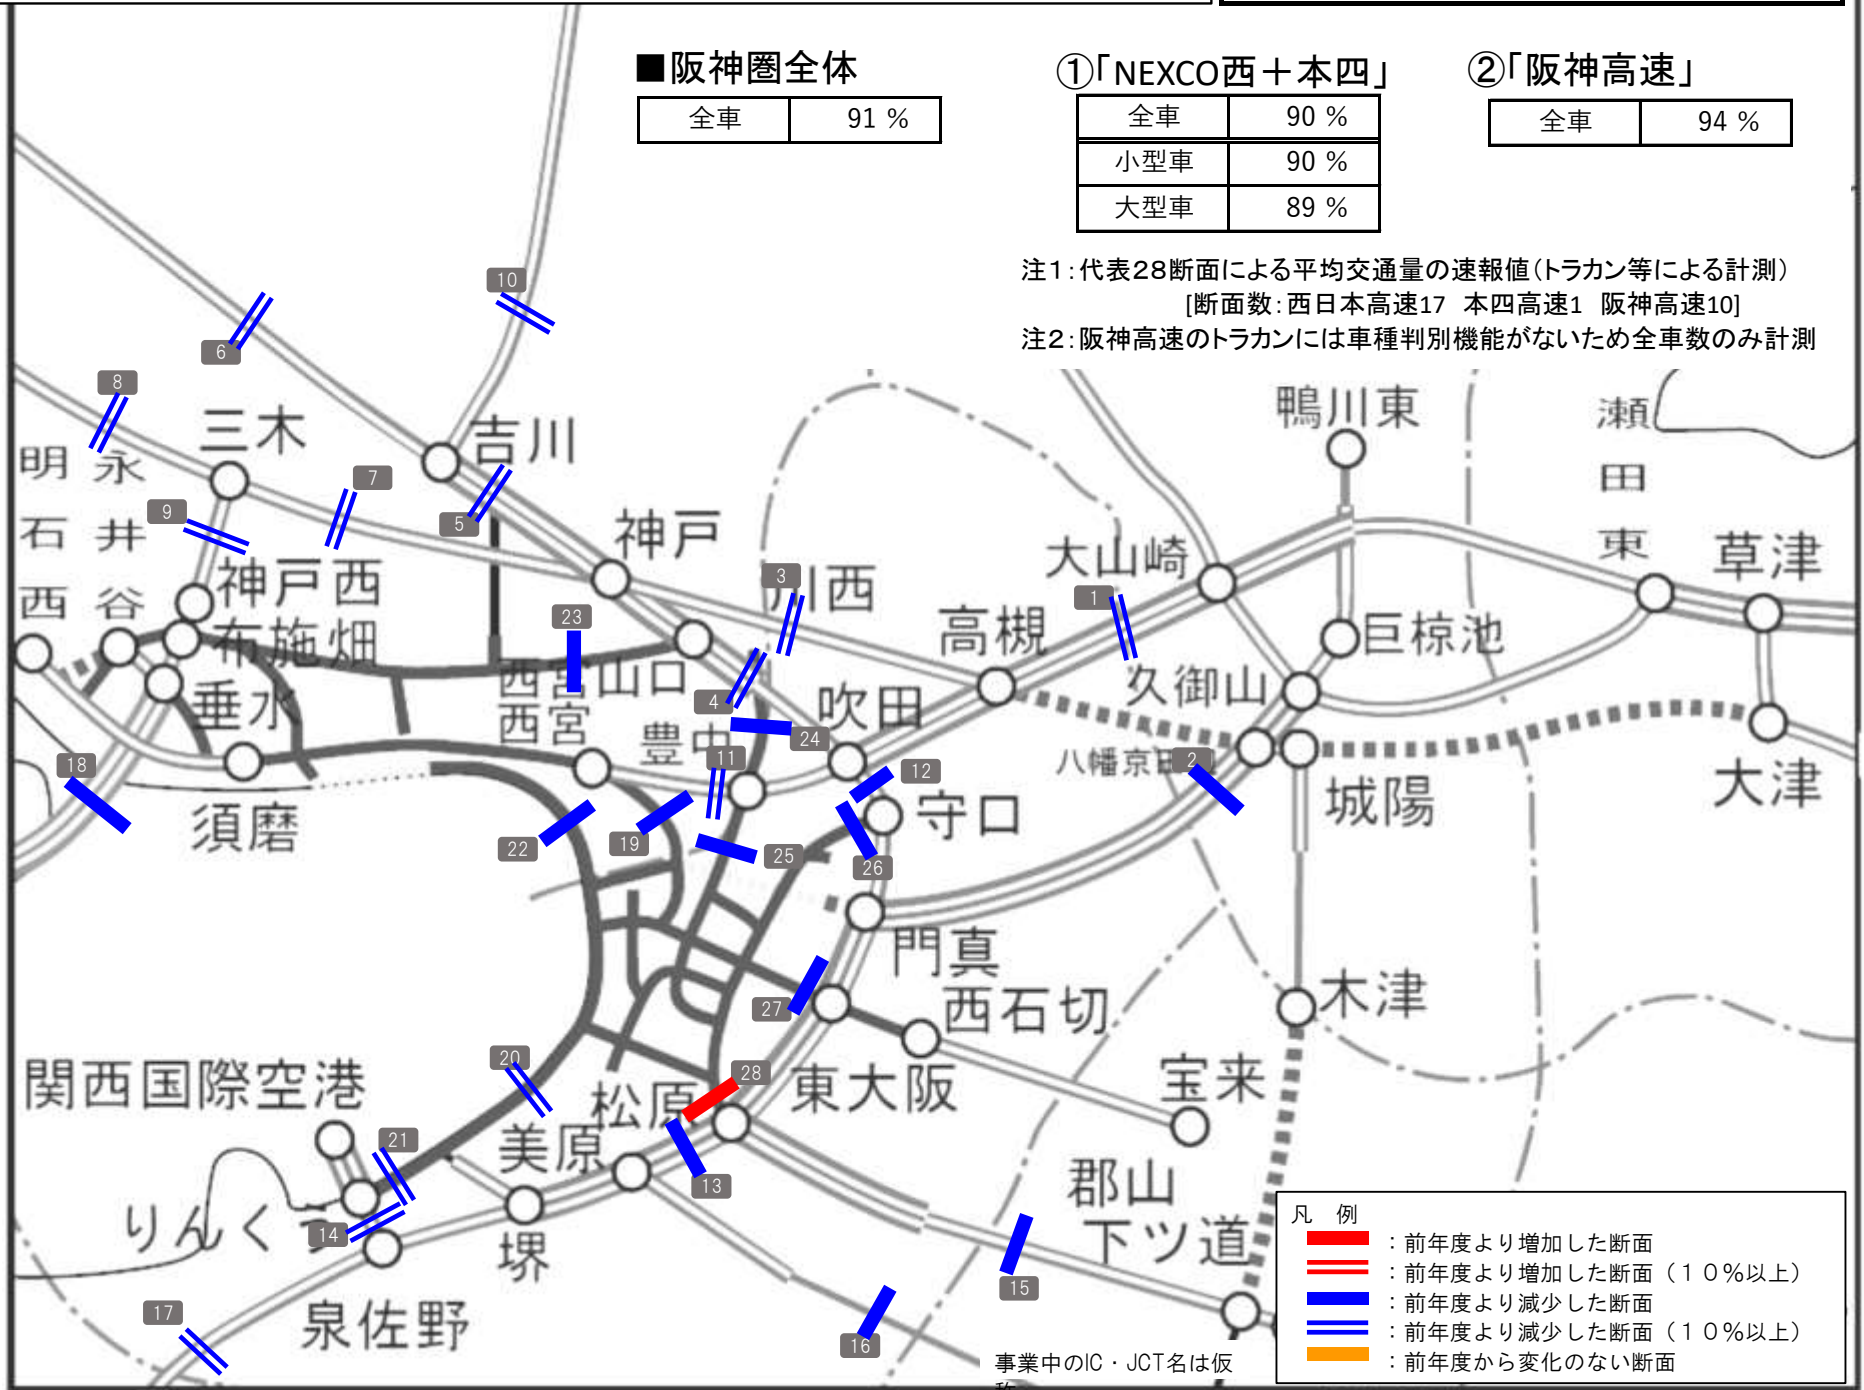 ■阪神圏全体
全車 91 %
①「NEXCO西＋本四」
全車 90 %
小型車 90 %
大型車 89 %
②「阪神高速」
全車 94 %
注1：代表28断面による平均交通量の速報値（トラカン等による計測）
[断面数：西日本高速17 本四高速1 阪神高速10]
注2：阪神高速のトラカンには車種判別機能がないため全車数のみ計測
10
6
8
三木
吉川
鴨川東
瀬田東
明石西
永井谷
7
9
5
神戸
大山崎
草津
神戸西
3
川西
1
高槻
布施畑
23
巨椋池
西宮山口
久御山
垂水
4
吹田
西宮
豊中
24
18
11
12
八幡京田
2
大津
須磨
守口
城陽
22
19
25
26
門真
木津
27
西石切
関西国際空港
20
松原
28
東大阪
宝来
21
美原
13
郡山
りんくう
14
堺
下ツ道
15
17
泉佐野
16
事業中のIC・JCT名は仮
称
凡 例
：前年度より増加した断面
：前年度より増加した断面（１０％以上）
：前年度より減少した断面
：前年度より減少した断面（１０％以上）
：前年度から変化のない断面